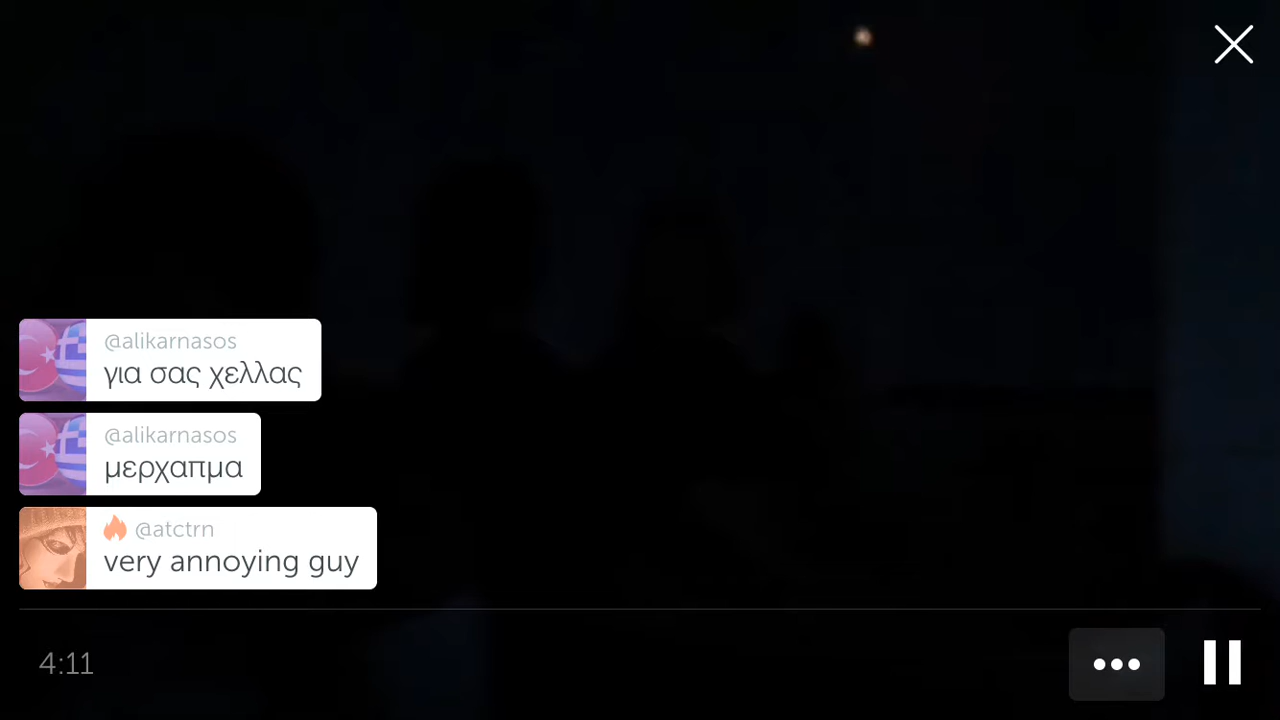 @alikarnasos
για σας χελλας
@alikarnasos
μερχαπμα
@atctrn
very annoying guy
4:11